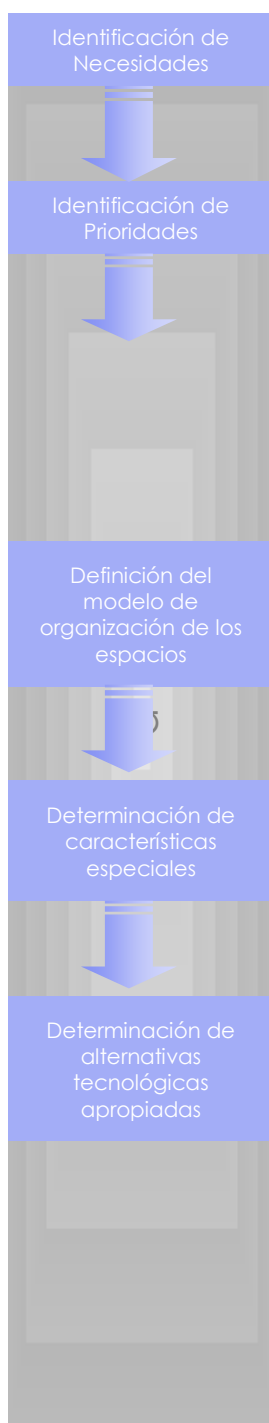 Identificación de
Necesidades
Identificación de
Prioridades
Definición del
modelo de
organización de los
espacios
Determinación de
características
especiales
Determinación de
alternativas
tecnológicas
apropiadas